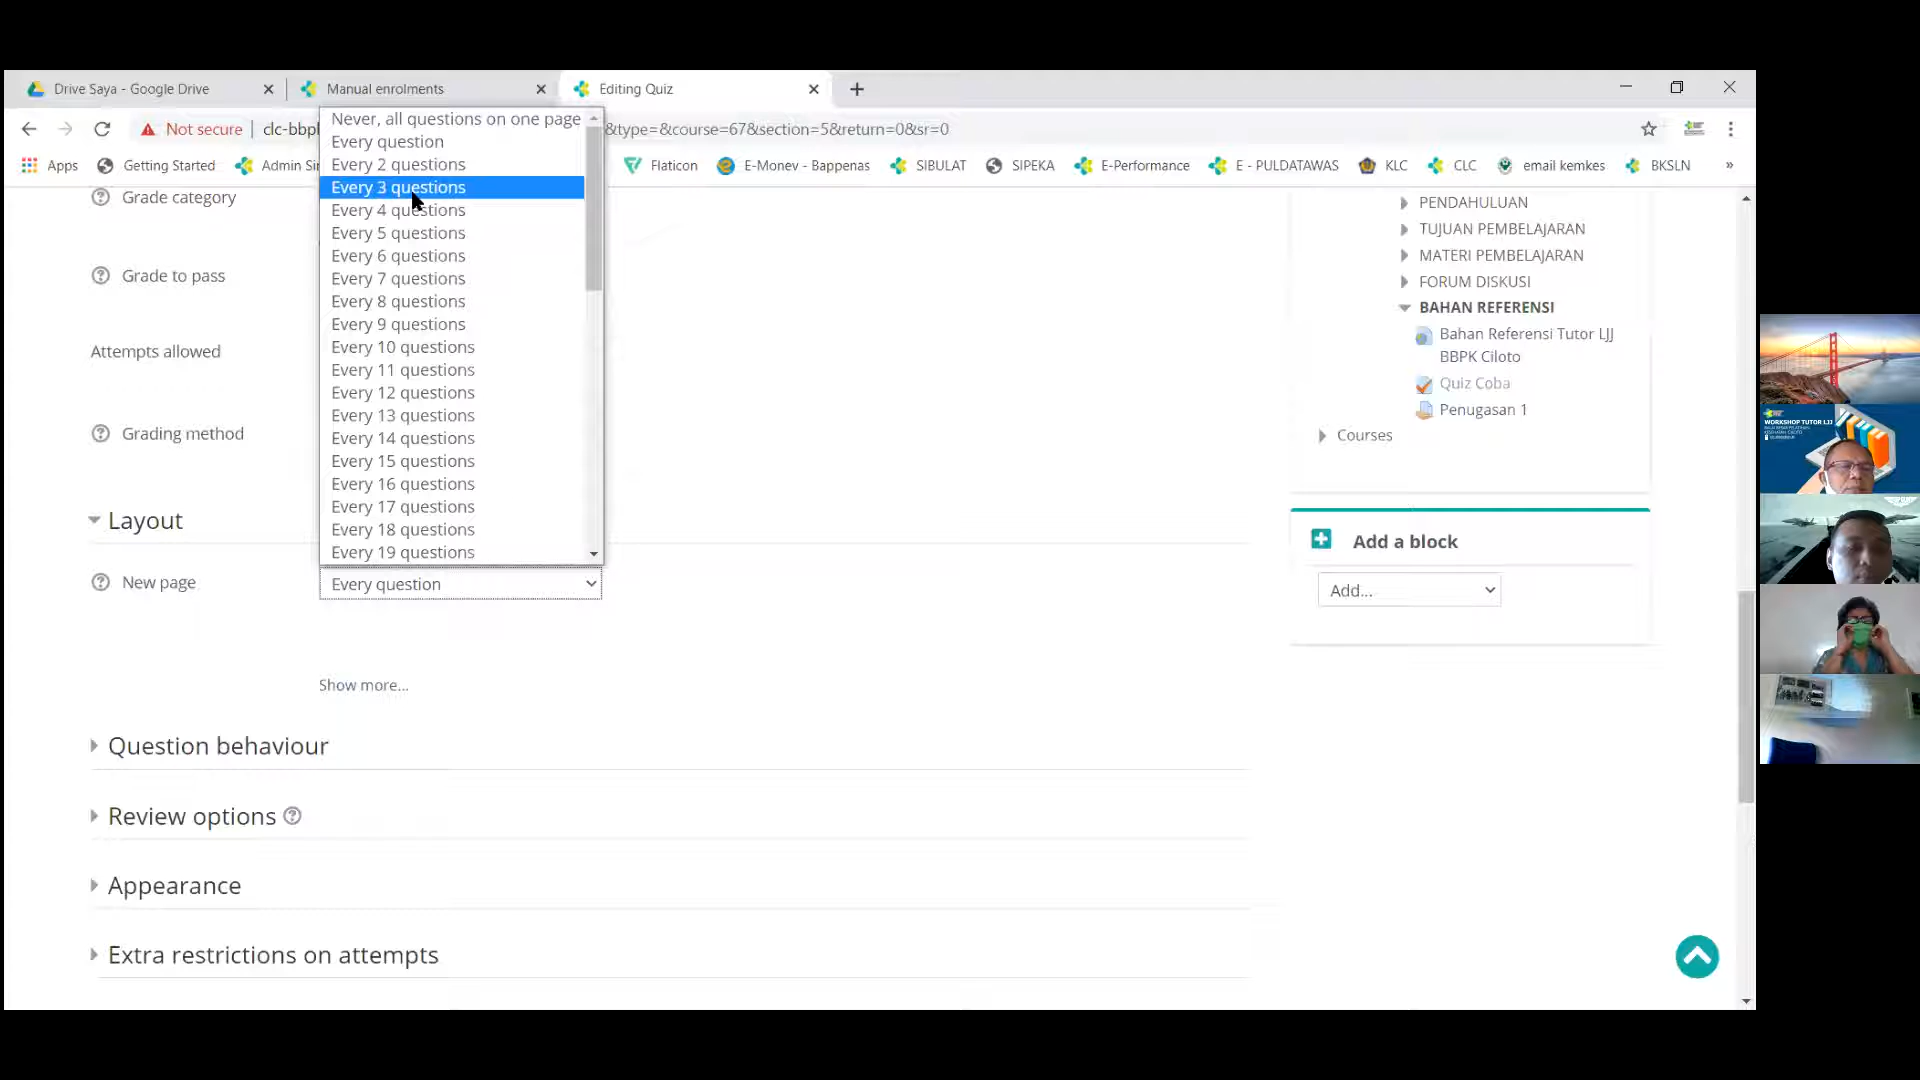 Drive Saya - Google Drive
Manual enrolments
Editing Quiz
Not secure
clc-bbpl
&type=&course=67&section=5&return=0&sr=0
Apps
Getting Started
Admin Sir
Flaticon
E-Monev - Bappenas
SIBULAT
SIPEKA
E-Performance
E - PULDATAWAS
KLC
CLC
email kemkes
BKSLN
»
Never, all questions on one page
Every question
Every 2 questions
Every 3 questions
Every 4 questions
Every 5 questions
Every 6 questions
Every 7 questions
Every 8 questions
Every 9 questions
Every 10 questions
Every 11 questions
Every 12 questions
Every 13 questions
Every 14 questions
Every 15 questions
Every 16 questions
Every 17 questions
Every 18 questions
Every 19 questions
Grade category
Grade to pass
Attempts allowed
Grading method
Layout
New page
Every question
Show more...
Question behaviour
Review options
Appearance
Extra restrictions on attempts
PENDAHULUAN
TUJUAN PEMBELAJARAN
MATERI PEMBELAJARAN
FORUM DISKUSI
BAHAN REFERENSI
Bahan Referensi Tutor LJJ
BBPK Ciloto
Quiz Coba
Penugasan 1
Courses
Add a block
Add...
WORKSHOP TUTOR LJJ